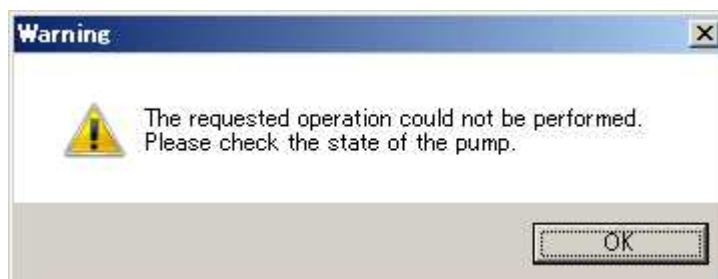 Warning
The requested operation could not be performed.
Please check the state of the pump.
OK